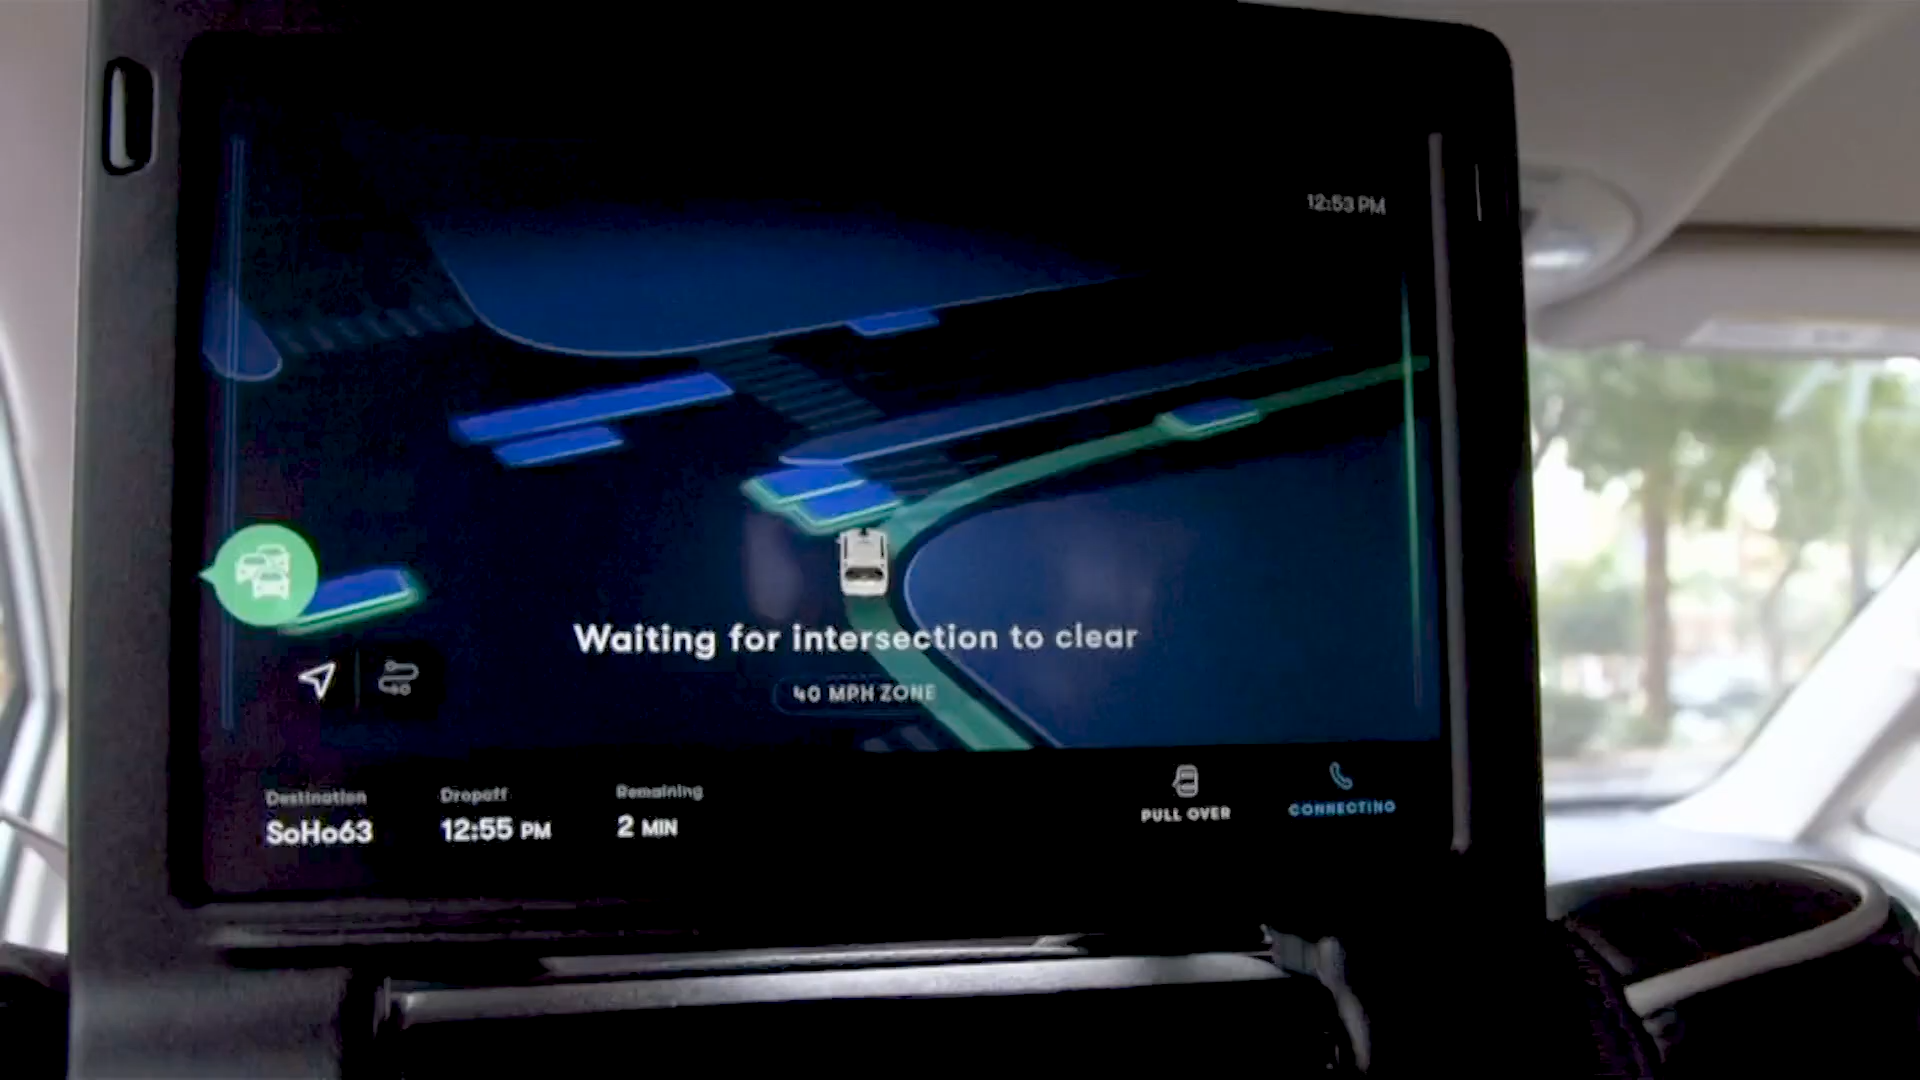 12:53 PM
Waiting for intersection to clear
40 MPH ZONE
Destination
SoHo63
Dropoff
12:55 PM
Remaining
2 MIN
PULL OVER
CONNECTING